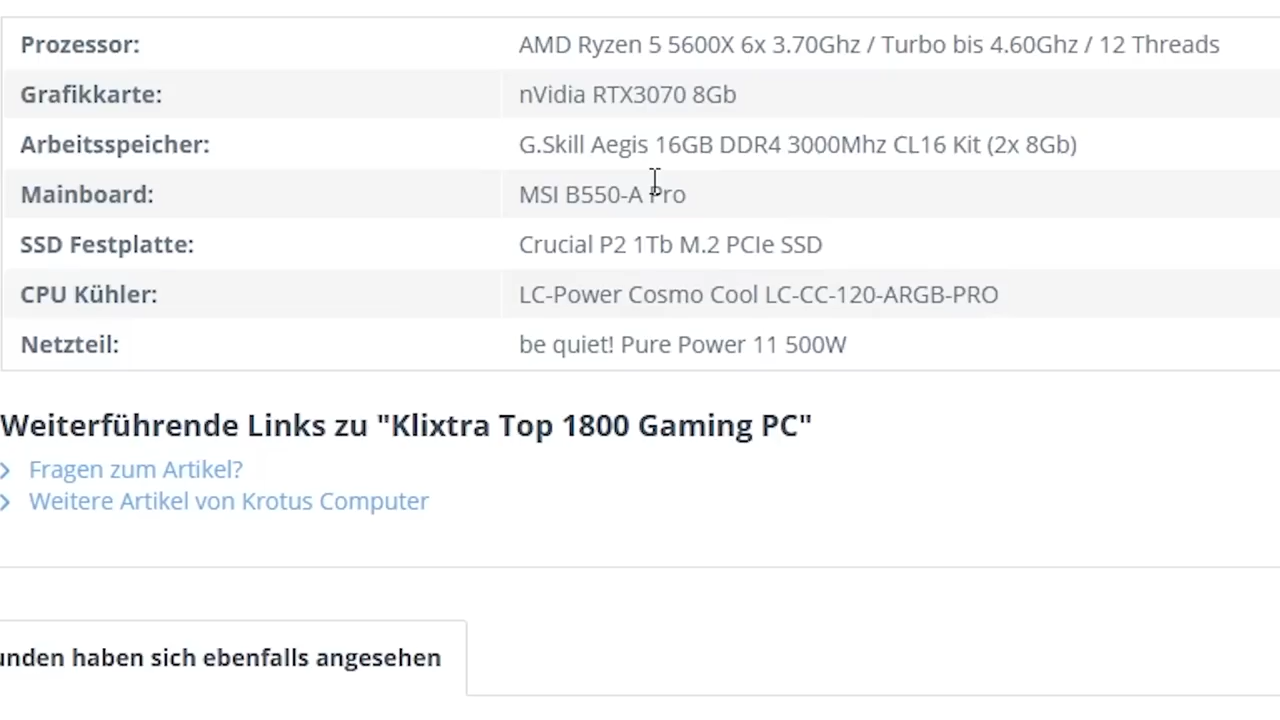 Prozessor: AMD Ryzen 5 5600X 6x 3.70Ghz / Turbo bis 4.60Ghz / 12 Threads
Grafikkarte: nVidia RTX3070 8Gb
Arbeitsspeicher: G.Skill Aegis 16GB DDR4 3000Mhz CL16 Kit (2x 8Gb)
Mainboard: MSI B550-A Pro
SSD Festplatte: Crucial P2 1Tb M.2 PCIe SSD
CPU Kühler: LC-Power Cosmo Cool LC-CC-120-ARGB-PRO
Netzteil: be quiet! Pure Power 11 500W
Weiterführende Links zu "Klixtra Top 1800 Gaming PC"
Fragen zum Artikel?
Weitere Artikel von Krotus Computer
unden haben sich ebenfalls angesehen